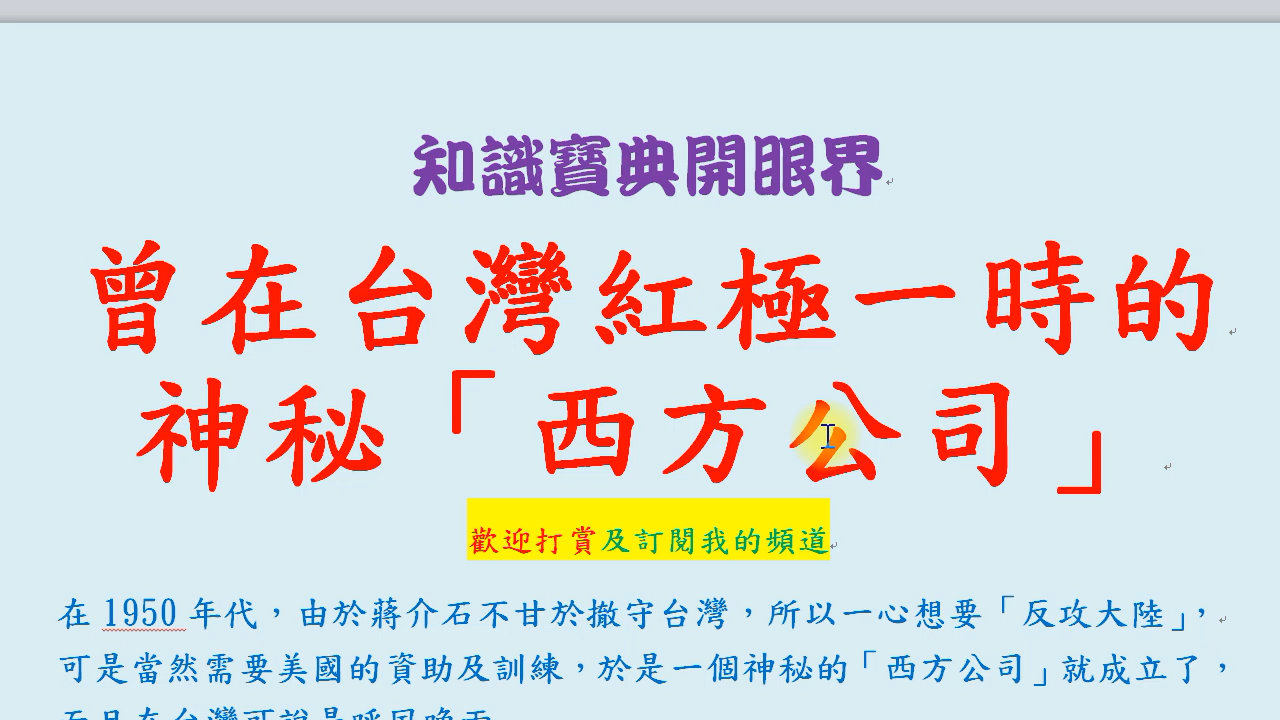 知識寶典開眼界
曾在台灣紅極一時的
神秘「西方公司」
歡迎打賞及訂閱我的頻道
在 1950 年代，由於蔣介石不甘於撤守台灣，所以一心想要「反攻大陸」，
可是當然需要美國的資助及訓練，於是一個神秘的「西方公司」就成立了，